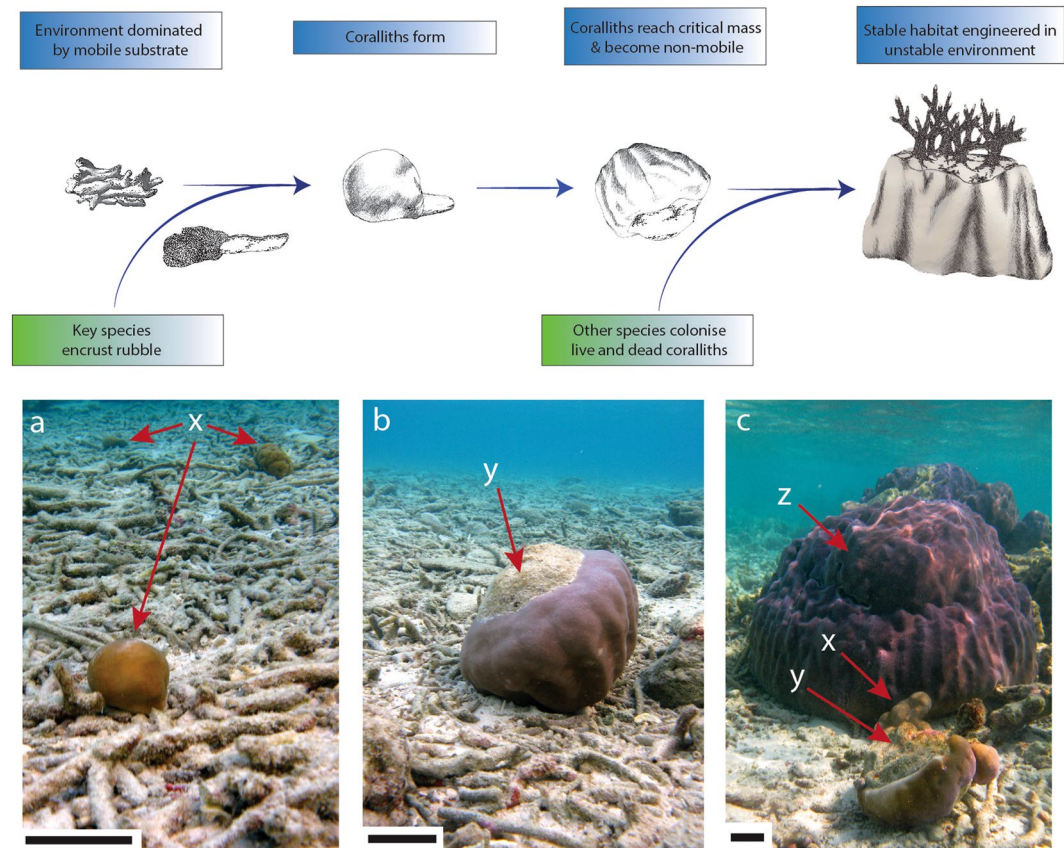 Environment dominated
by mobile substrate
Coralliths form
Coralliths reach critical mass
& become non-mobile
Stable habitat engineered in
unstable environment
Key species
encrust rubble
Other species colonise
live and dead coralliths
a
x
b
y
c
z
x
y